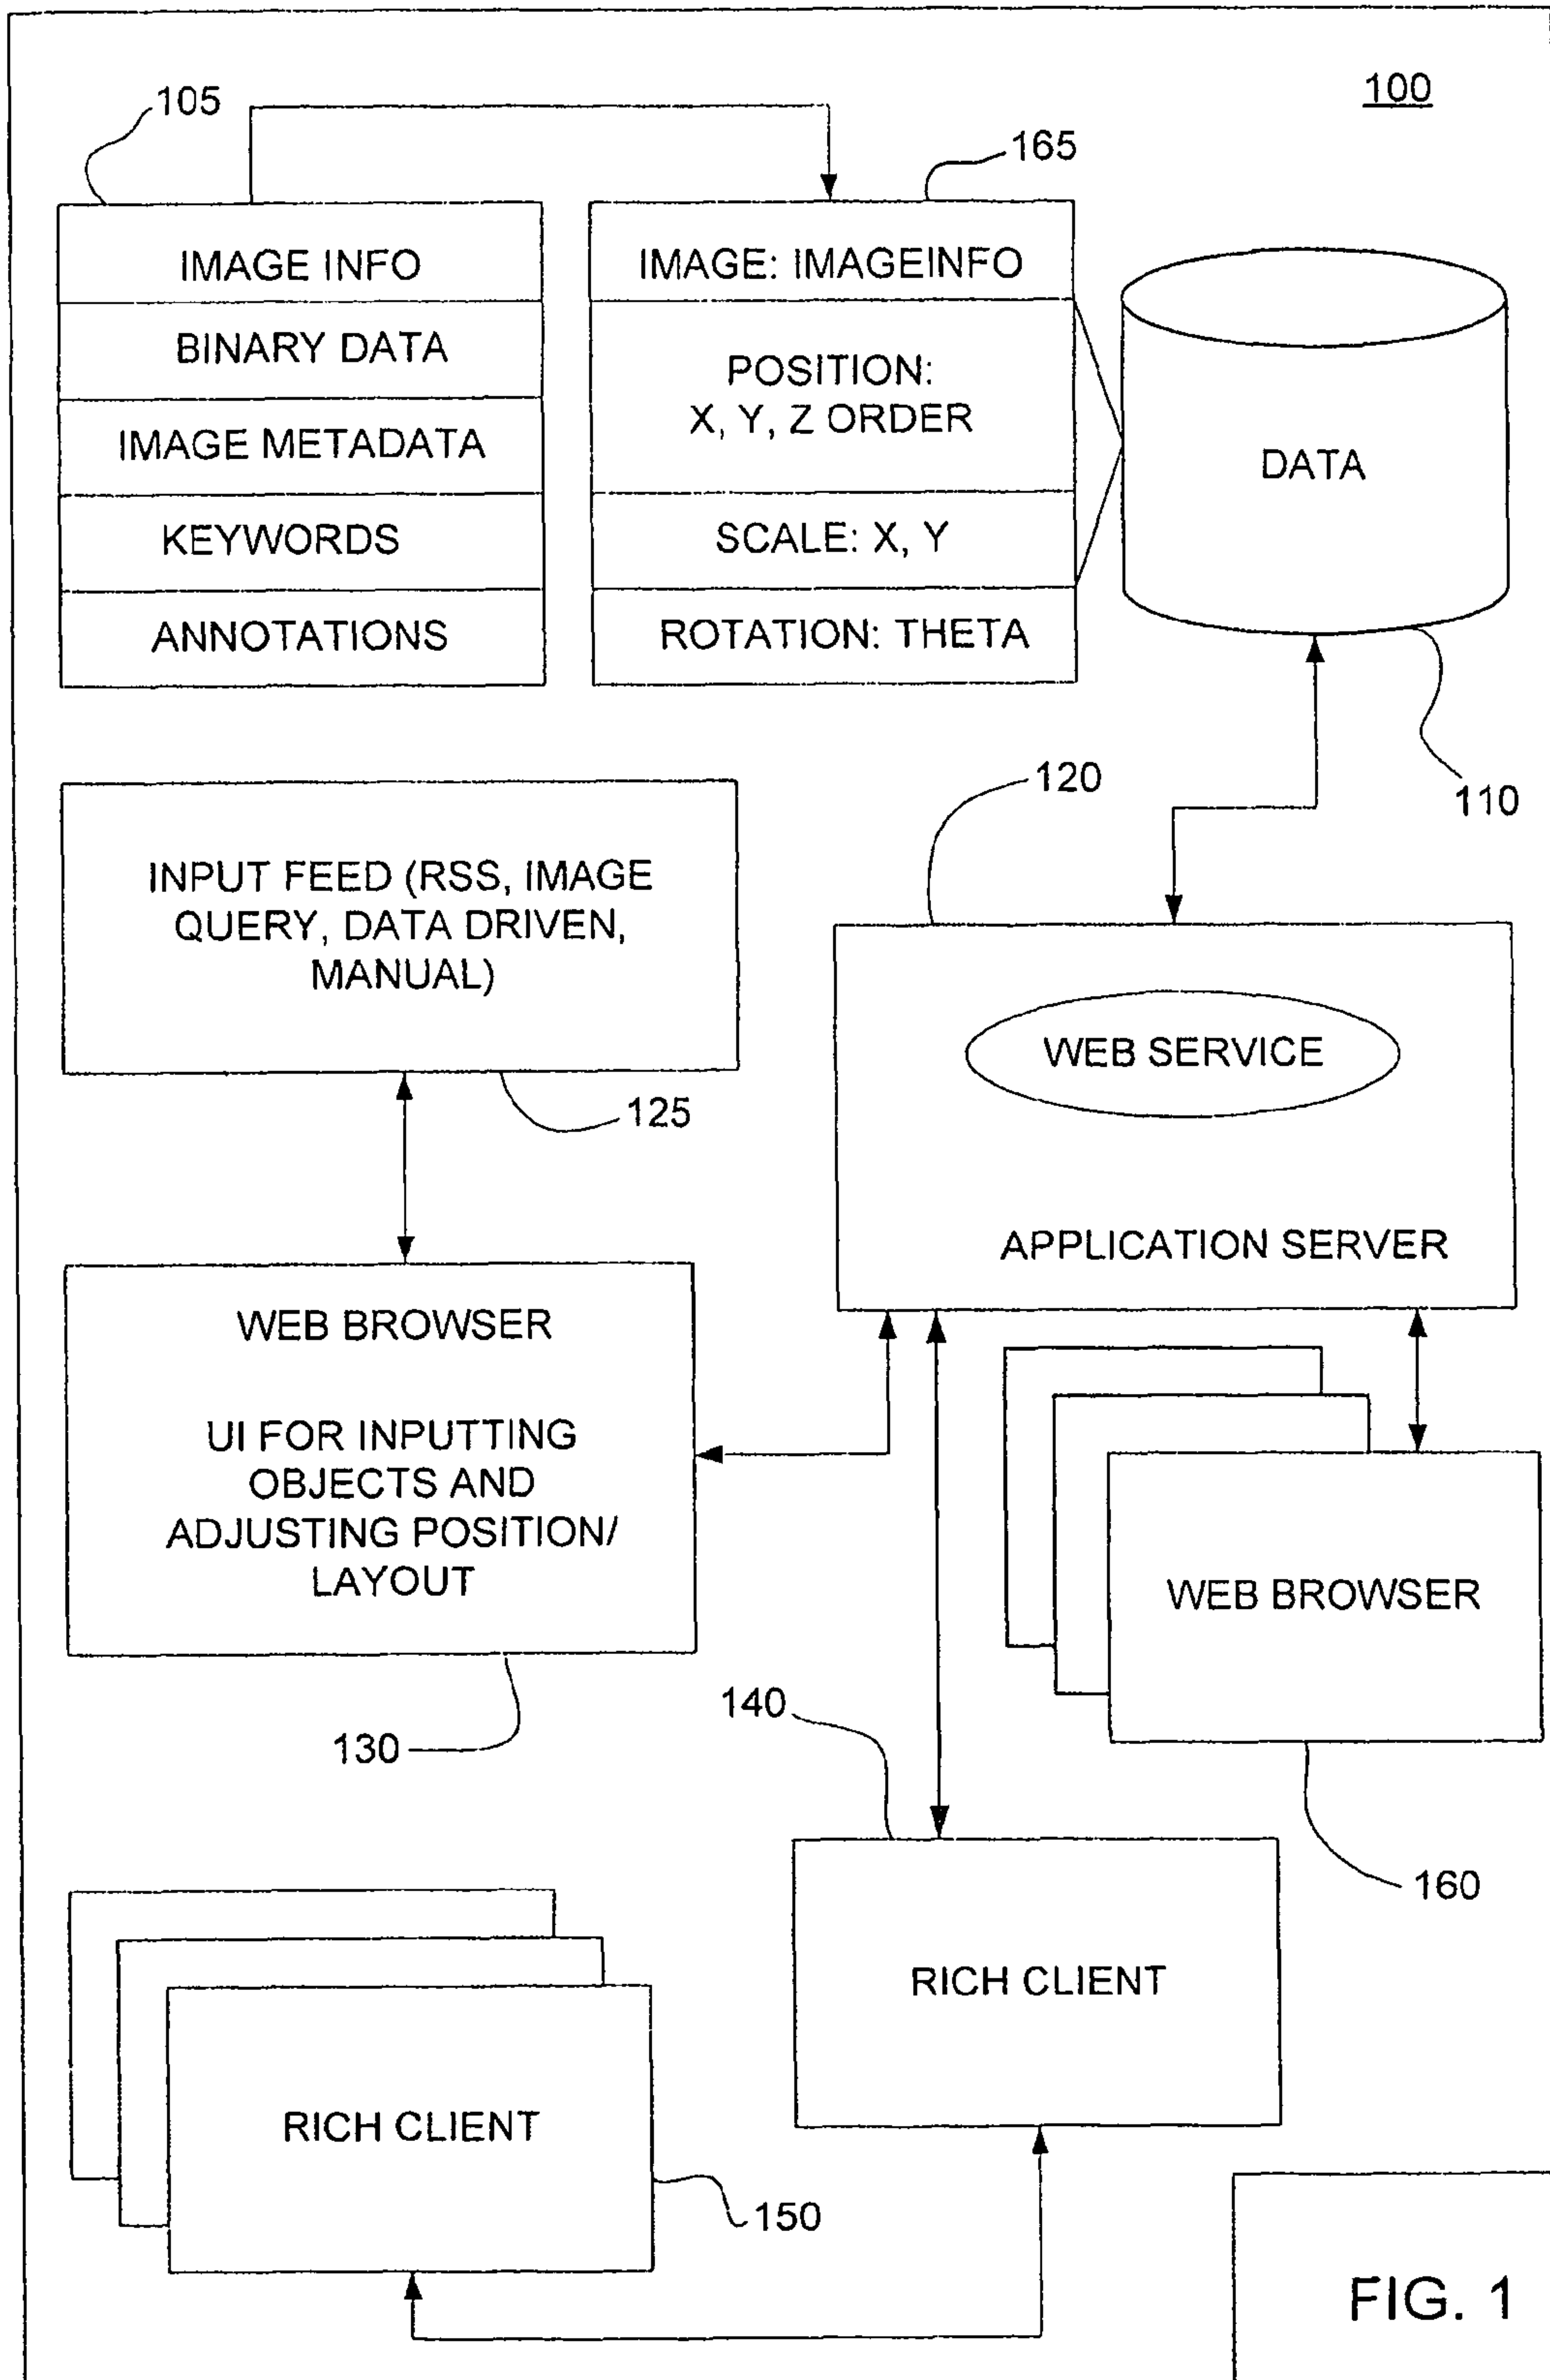 100
105
165
IMAGE INFO
BINARY DATA
IMAGE METADATA
KEYWORDS
ANNOTATIONS
IMAGE: IMAGEINFO
POSITION:
X, Y, Z ORDER
SCALE: X, Y
ROTATION: THETA
DATA
110
120
INPUT FEED (RSS, IMAGE
QUERY, DATA DRIVEN,
MANUAL)
125
WEB SERVICE
APPLICATION SERVER
WEB BROWSER
UI FOR INPUTTING
OBJECTS AND
ADJUSTING POSITION/
LAYOUT
130
WEB BROWSER
160
140
RICH CLIENT
RICH CLIENT
150
FIG. 1